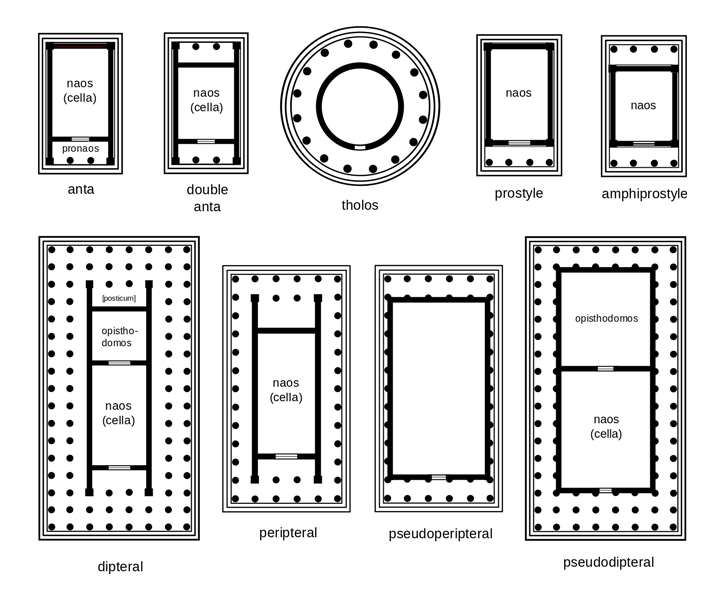 naos
(cella)
pronaos
anta
naos
(cella)
double
anta
tholos
naos
prostyle
naos
amphiprostyle
[posticum]
opistho-
domos
naos
(cella)
dipteral
naos
(cella)
peripteral
pseudoperipteral
opisthodomos
naos
(cella)
pseudodipteral